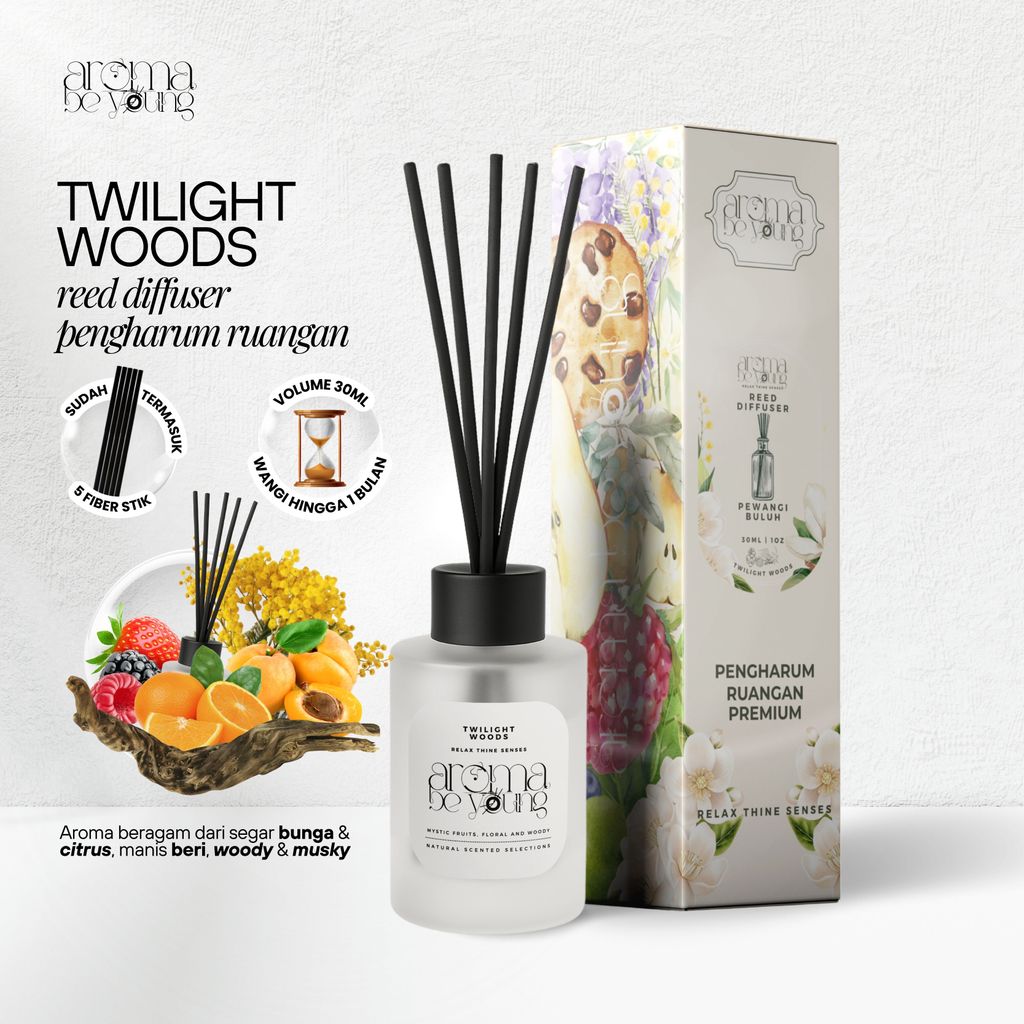 aroma
be young
TWILIGHT
WOODS
reed diffuser
pengharum ruangan
SUDAH TERMASUK
5 FIBER STIK
VOLUME 30ML
WANGI HINGGA 1 BULAN
Aroma beragam dari segar bunga &
citrus, manis beri, woody & musky
TWILIGHT
WOODS
RELAX THINE SENSES
aroma
be young
MYSTIC FRUITS, FLORAL AND WOODY
NATURAL SCENTED SELECTIONS
aroma
be young
aroma
be young
RELAX THINE SENSES
REED
DIFFUSER
PEWANGI
BULUH
30ML | 1OZ
TWILIGHT WOODS
PENGHARUM
RUANGAN
PREMIUM
RELAX THINE SENSES